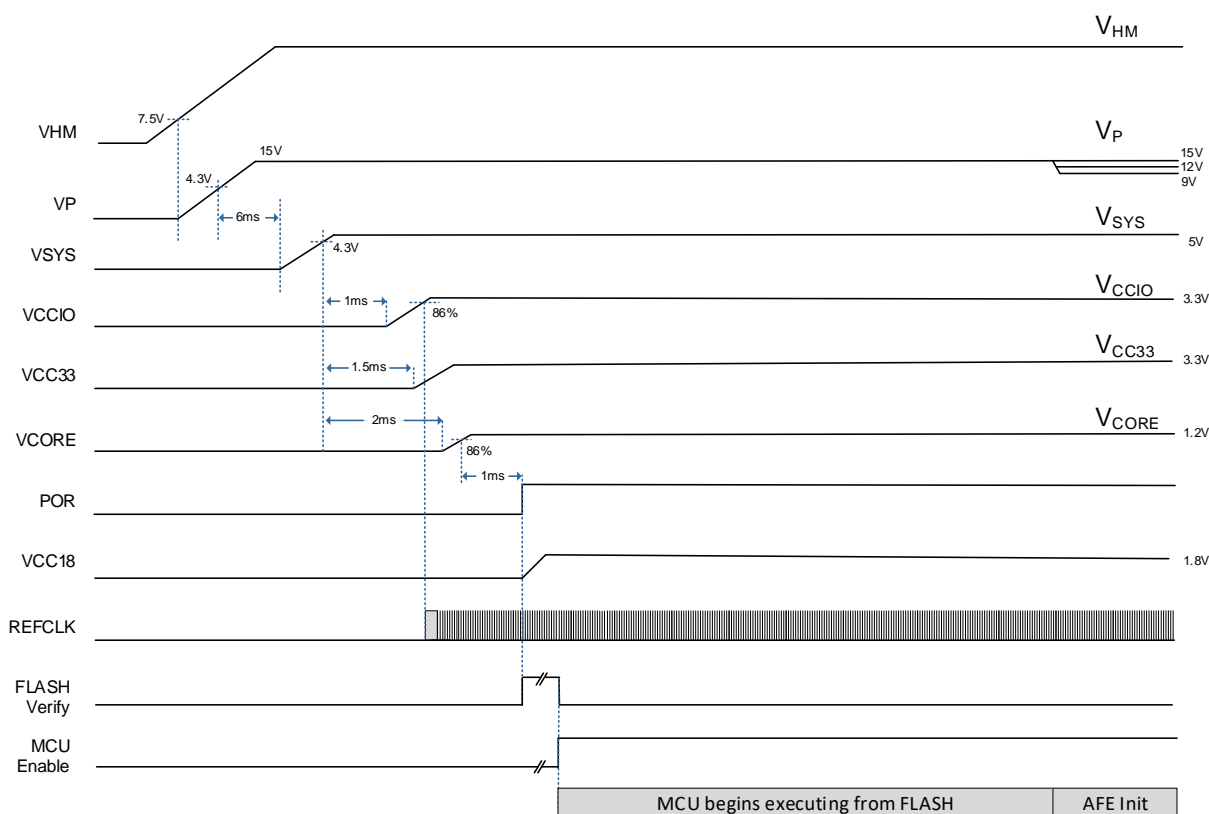 VHM
7.5V
VHM
VP
15V
15V
12V
9V
4.3V
VP
6ms
VSYS
4.3V
5V
VSYS
1ms
VCCIO
3.3V
86%
VCCIO
VCC33
3.3V
1.5ms
VCC33
2ms
VCORE
1.2V
VCORE
86%
1ms
POR
VCC18
1.8V
REFCLK
FLASH
Verify
MCU
Enable
MCU begins executing from FLASH
AFE Init